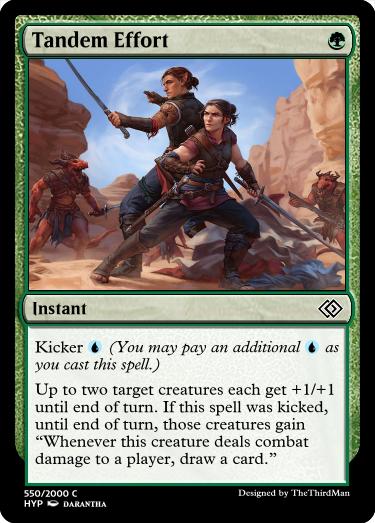 Tandem Effort
Instant
Kicker (You may pay an additional as
you cast this spell.)
Up to two target creatures each get +1/+1
until end of turn. If this spell was kicked,
until end of turn, those creatures gain
“Whenever this creature deals combat
damage to a player, draw a card.”
550/2000 C
Designed by TheThirdMan
HYP DARANTHA